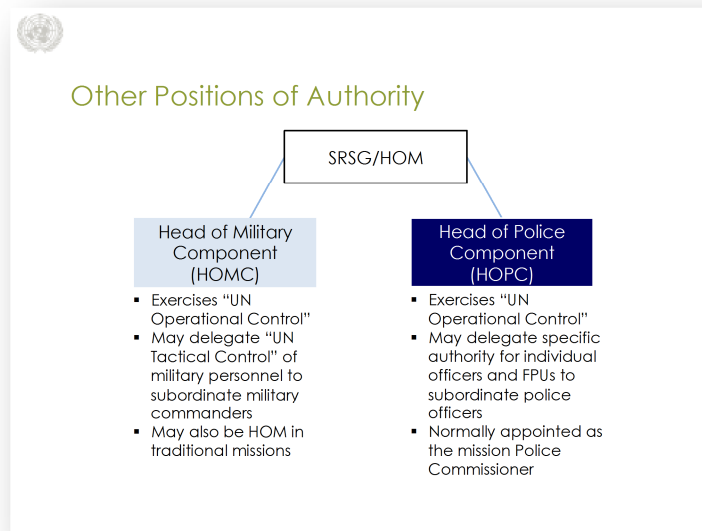 Other Positions of Authority
SRSG/HOM
Head of Military
Component
(HOMC)
▪ Exercises “UN
Operational Control”
▪ May delegate “UN
Tactical Control” of
military personnel to
subordinate military
commanders
▪ May also be HOM in
traditional missions
Head of Police
Component
(HOPC)
▪ Exercises “UN
Operational Control”
▪ May delegate specific
authority for individual
officers and FPUs to
subordinate police
officers
▪ Normally appointed as
the mission Police
Commissioner